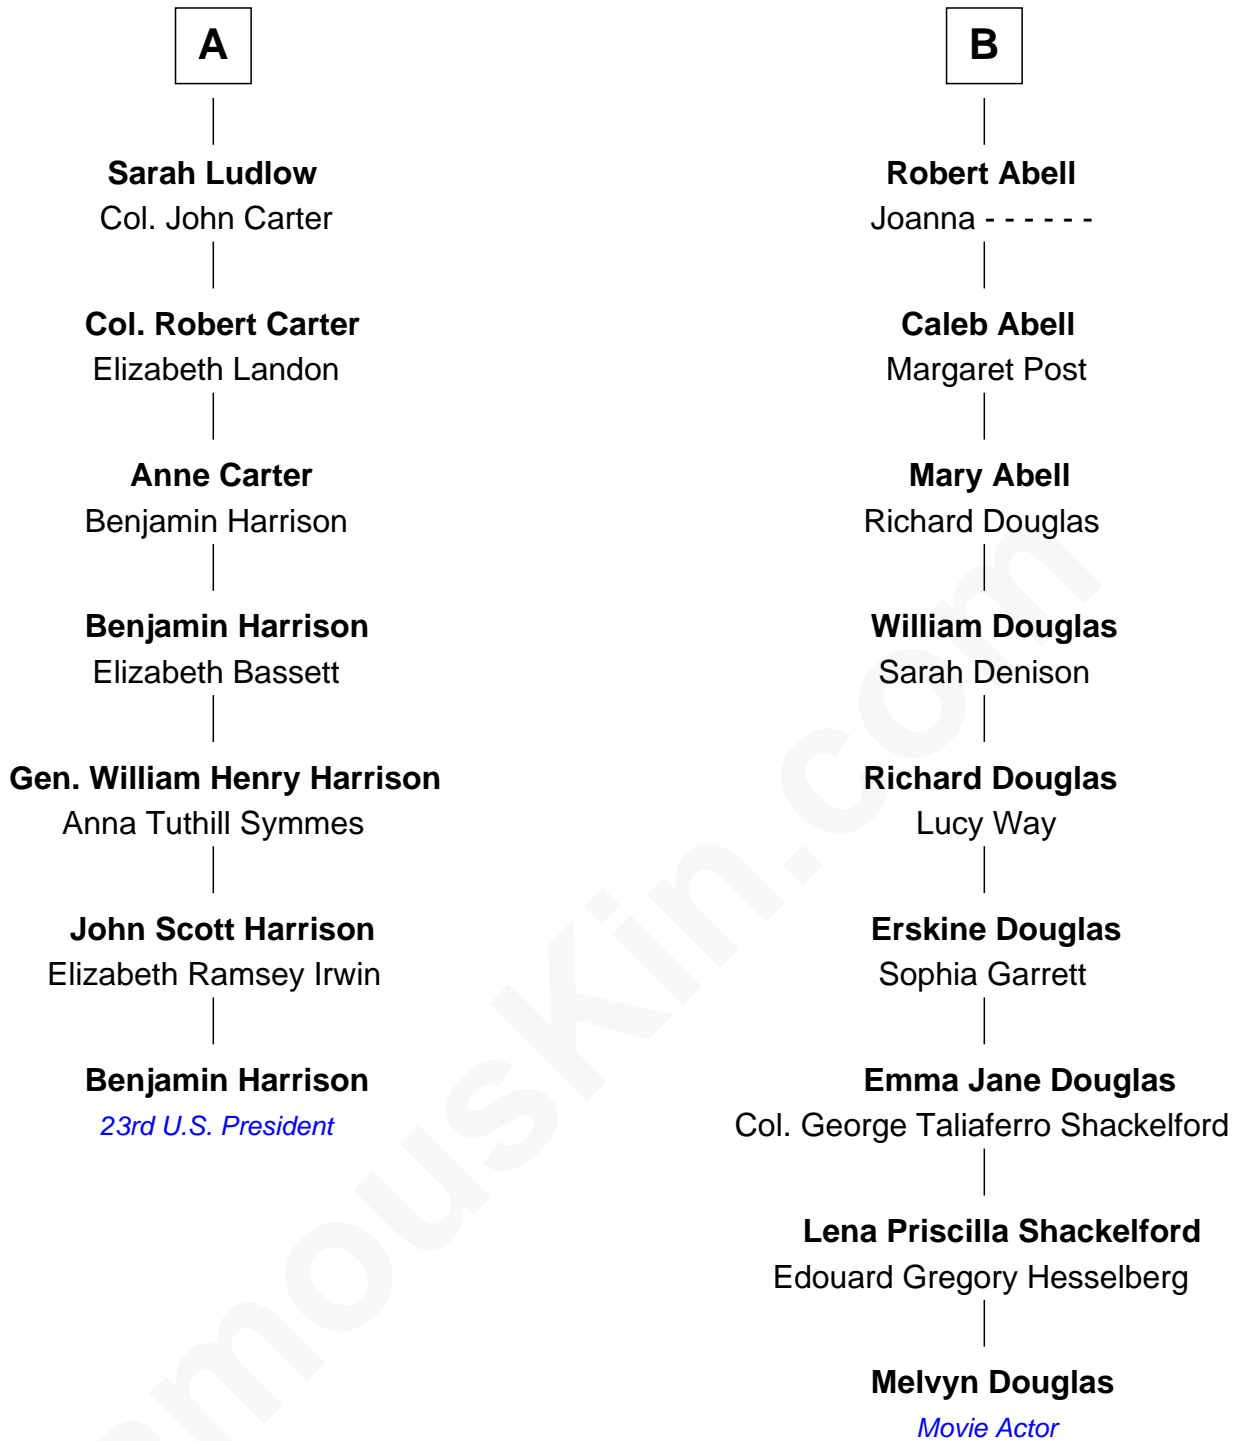 A
Sarah Ludlow
Col. John Carter
Col. Robert Carter
Elizabeth Landon
Anne Carter
Benjamin Harrison
Benjamin Harrison
Elizabeth Bassett
Gen. William Henry Harrison
Anna Tuthill Symmes
John Scott Harrison
Elizabeth Ramsey Irwin
Benjamin Harrison
23rd U.S. President
B
Robert Abell
Joanna - - - - - -
Caleb Abell
Margaret Post
Mary Abell
Richard Douglas
William Douglas
Sarah Denison
Richard Douglas
Lucy Way
Erskine Douglas
Sophia Garrett
Emma Jane Douglas
Col. George Taliaferro Shackelford
Lena Priscilla Shackelford
Edouard Gregory Hesselberg
Melvyn Douglas
Movie Actor
amouskin.com